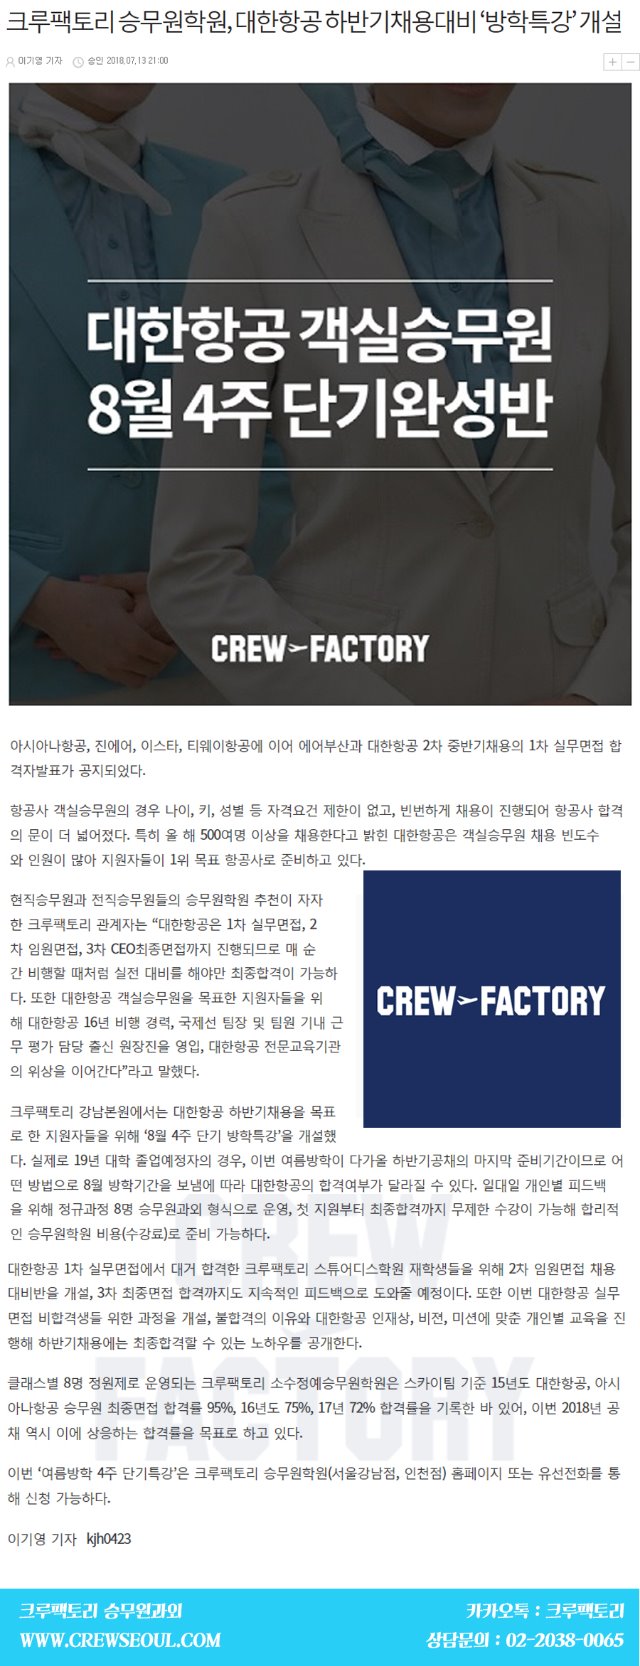 크루팩토리 승무원학원, 대한항공 하반기채용대비 ‘방학특강’ 개설
이기영 기자 승인 2018.07.13 21:00
대한항공 객실승무원
8월 4주 단기완성반
CREW FACTORY
아시아나항공, 진에어, 이스타, 티웨이항공에 이어 에어부산과 대한항공 2차 중반기채용의 1차 실무면접 합
격자발표가 공지되었다.
항공사 객실승무원의 경우 나이, 키, 성별 등 자격요건 제한이 없고, 빈번하게 채용이 진행되어 항공사 합격
의 문이 더 넓어졌다. 특히 올 해 500여명 이상을 채용한다고 밝힌 대한항공은 객실승무원 채용 빈도수
와 인원이 많아 지원자들이 1위 목표 항공사로 준비하고 있다.
현직승무원과 전직승무원들의 승무원학원 추천이 자자
한 크루팩토리 관계자는 “대한항공은 1차 실무면접, 2
차 임원면접, 3차 CEO최종면접까지 진행되므로 매 순
간 비행할 때처럼 실전 대비를 해야만 최종합격이 가능하
다. 또한 대한항공 객실승무원을 목표한 지원자들을 위
해 대한항공 16년 비행 경력, 국제선 팀장 및 팀원 기내 근
무 평가 담당 출신 원장진을 영입, 대한항공 전문교육기관
의 위상을 이어간다”라고 말했다.
CREW FACTORY
크루팩토리 강남본원에서는 대한항공 하반기채용을 목표
로 한 지원자들을 위해 ‘8월 4주 단기 방학특강’을 개설했
다. 실제로 19년 대학 졸업예정자의 경우, 이번 여름방학이 다가올 하반기공채의 마지막 준비기간이므로 어
떤 방법으로 8월 방학기간을 보냄에 따라 대한항공의 합격여부가 달라질 수 있다. 일대일 개인별 피드백
을 위해 정규과정 8명 승무원과외 형식으로 운영, 첫 지원부터 최종합격까지 무제한 수강이 가능해 합리적
인 승무원학원 비용(수강료)로 준비 가능하다.
대한항공 1차 실무면접에서 대거 합격한 크루팩토리 스튜어디스학원 재학생들을 위해 2차 임원면접 채용
대비반을 개설, 3차 최종면접 합격까지도 지속적인 피드백으로 도와줄 예정이다. 또한 이번 대한항공 실무
면접 비합격생들 위한 과정을 개설, 불합격의 이유와 대한항공 인재상, 비젼, 미션에 맞춘 개인별 교육을 진
행해 하반기채용에는 최종합격할 수 있는 노하우를 공개한다.
클래스별 8명 정원제로 운영되는 크루팩토리 소수정예승무원학원은 스카이팀 기준 15년도 대한항공, 아시
아나항공 승무원 최종면접 합격률 95%, 16년도 75%, 17년 72% 합격률을 기록한 바 있어, 이번 2018년 공
채 역시 이에 상응하는 합격률을 목표로 하고 있다.
이번 ‘여름방학 4주 단기특강’은 크루팩토리 승무원학원(서울강남점, 인천점) 홈페이지 또는 유선전화를 통
해 신청 가능하다.
이기영 기자 kjh0423
CREW
FACTORY
크루팩토리 승무원과외 카카오톡 : 크루팩토리
WWW.CREWSEOUL.COM 상담문의 : 02-2038-0065